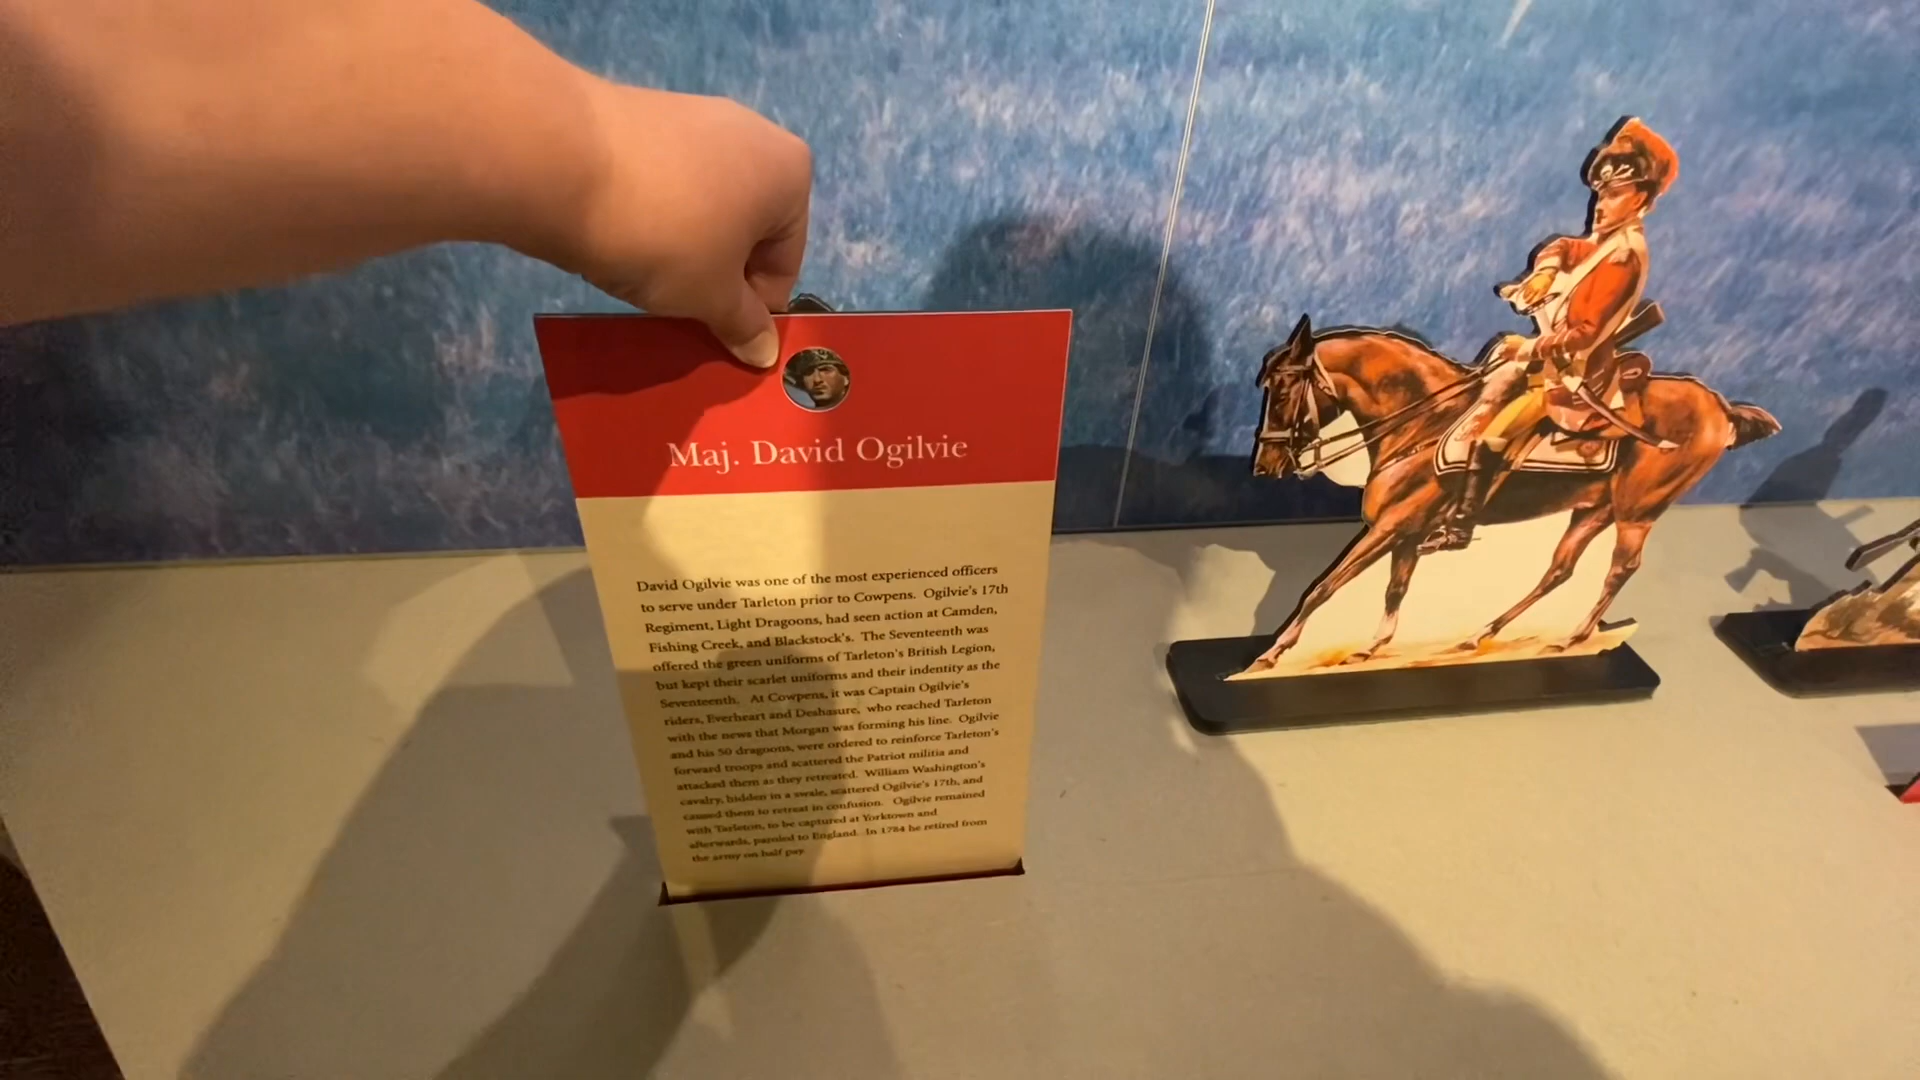 Maj. David Ogilvie
David Ogilvie was one of the most experienced officers
to serve under Tarleton prior to Cowpens. Ogilvie's 17th
Regiment, Light Dragoons, had seen action at Camden,
Fishing Creek, and Blackstock's. The Seventeenth was
offered the green uniforms of Tarleton's British Legion,
but kept their scarlet uniforms and their indentity as the
Seventeenth. At Cowpens, it was Captain Ogilvie's
riders, Everheart and Deshasure, who reached Tarleton
with the news that Morgan was forming his line. Ogilvie
and his 50 dragoons, were ordered to reinforce Tarleton's
forward troops and scattered the Patriot militia and
attacked them as they retreated. William Washington's
cavalry, hidden in a swale, scattered Ogilvie's 17th, and
caused them to retreat in confusion. Ogilvie remained
with Tarleton, to be captured at Yorktown and
afterwards, paroled to England. In 1784 he retired from
the army on half pay.